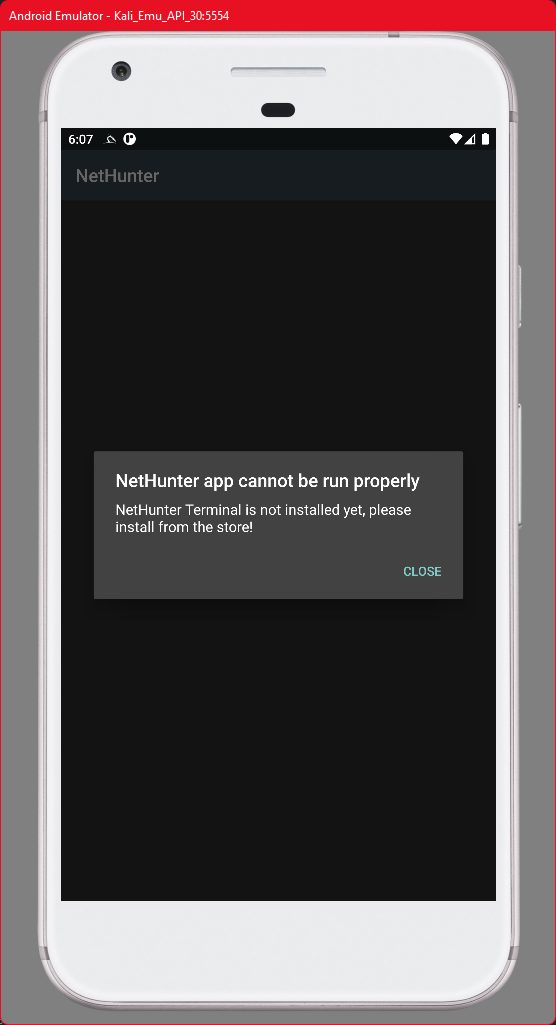 Android Emulator - Kali_Emu_API_30:5554
6:07
NetHunter
NetHunter app cannot be run properly
NetHunter Terminal is not installed yet, please
install from the store!
CLOSE